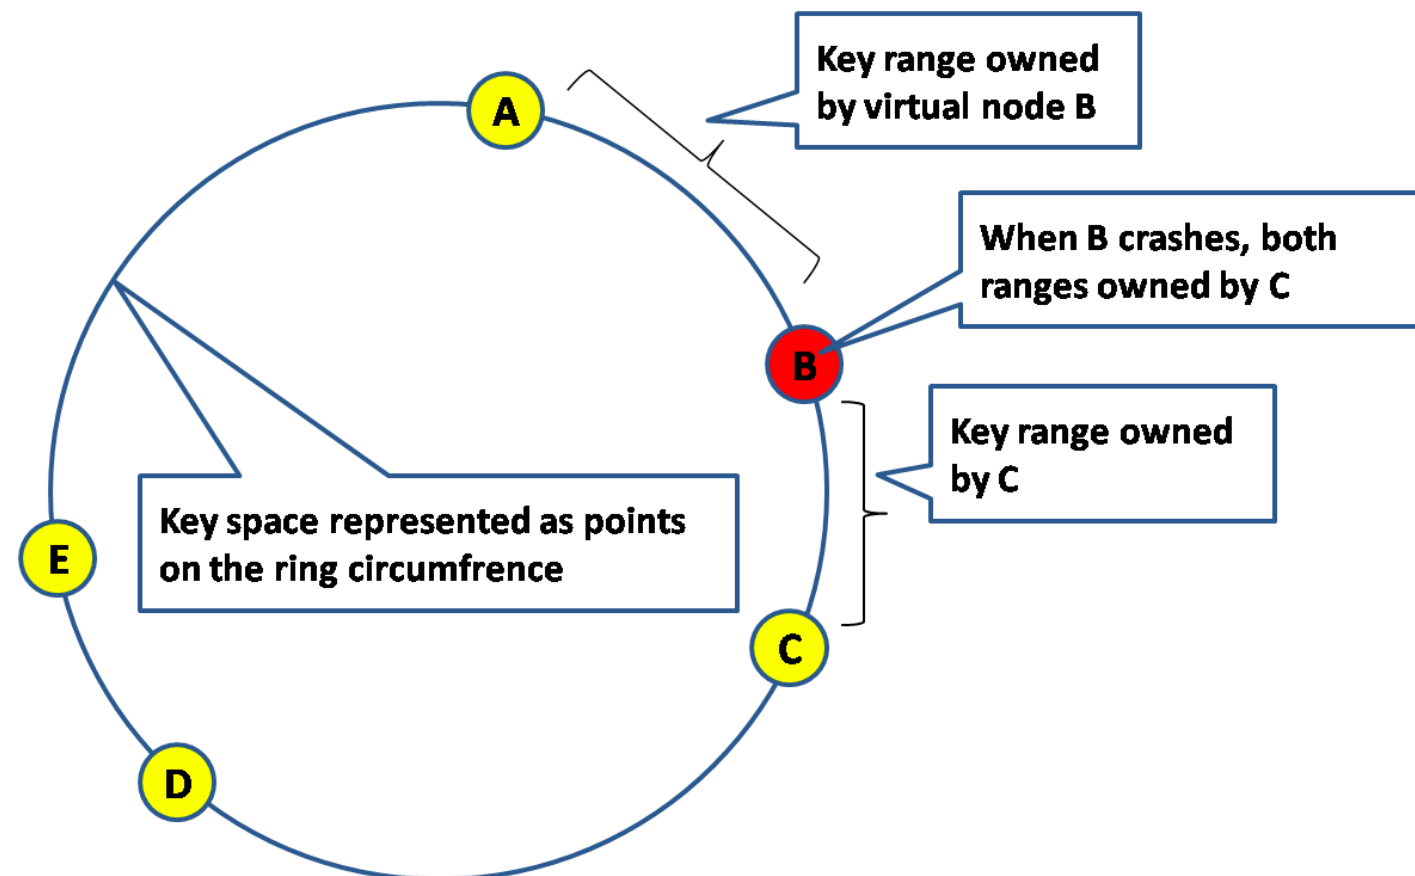 A
Key range owned
by virtual node B
When B crashes, both
ranges owned by C
B
Key range owned
by C
Key space represented as points
on the ring circumfrence
E
C
D